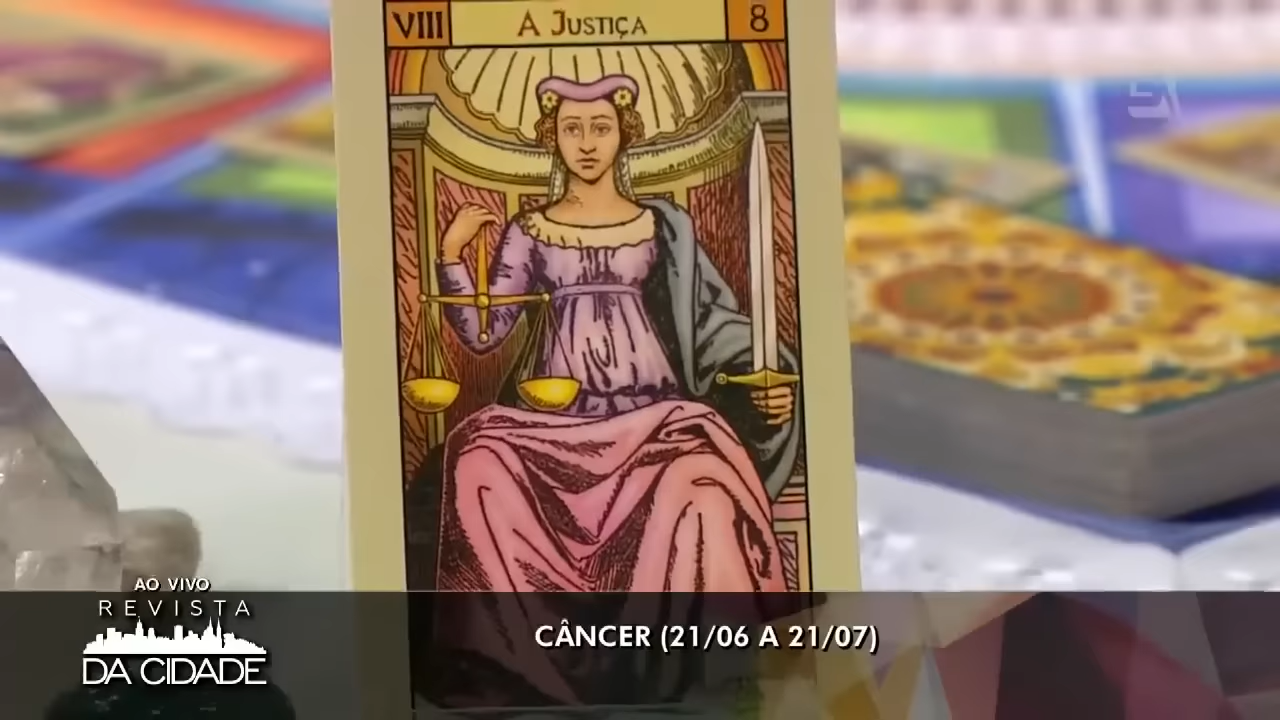 VIII
A JUSTIÇA
8
AO VIVO
REVISTA
DA CIDADE
CÂNCER (21/06 A 21/07)